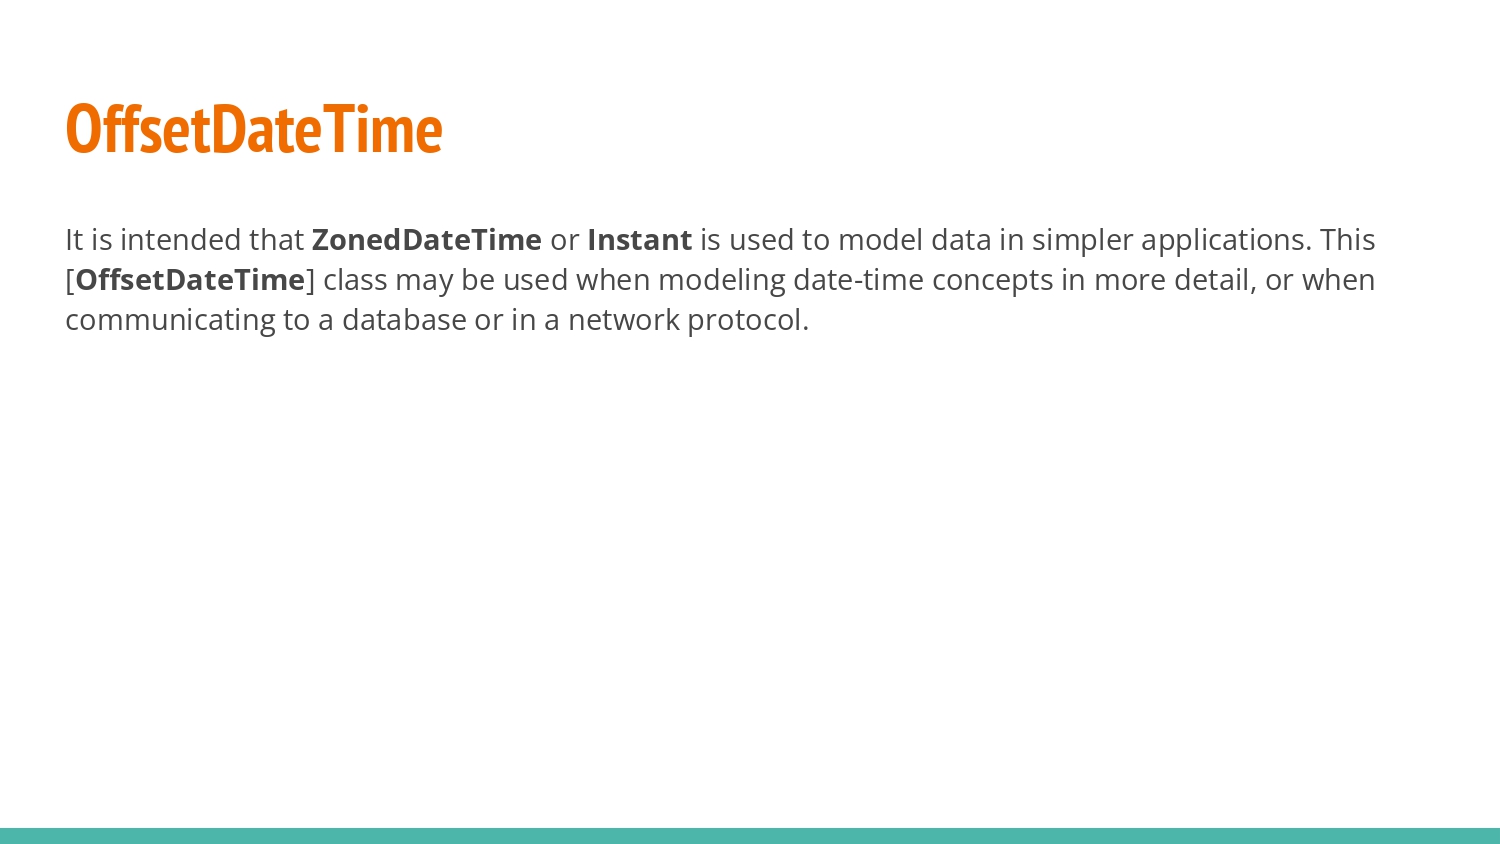 OffsetDateTime
It is intended that ZonedDateTime or Instant is used to model data in simpler applications. This
[OffsetDateTime] class may be used when modeling date-time concepts in more detail, or when
communicating to a database or in a network protocol.